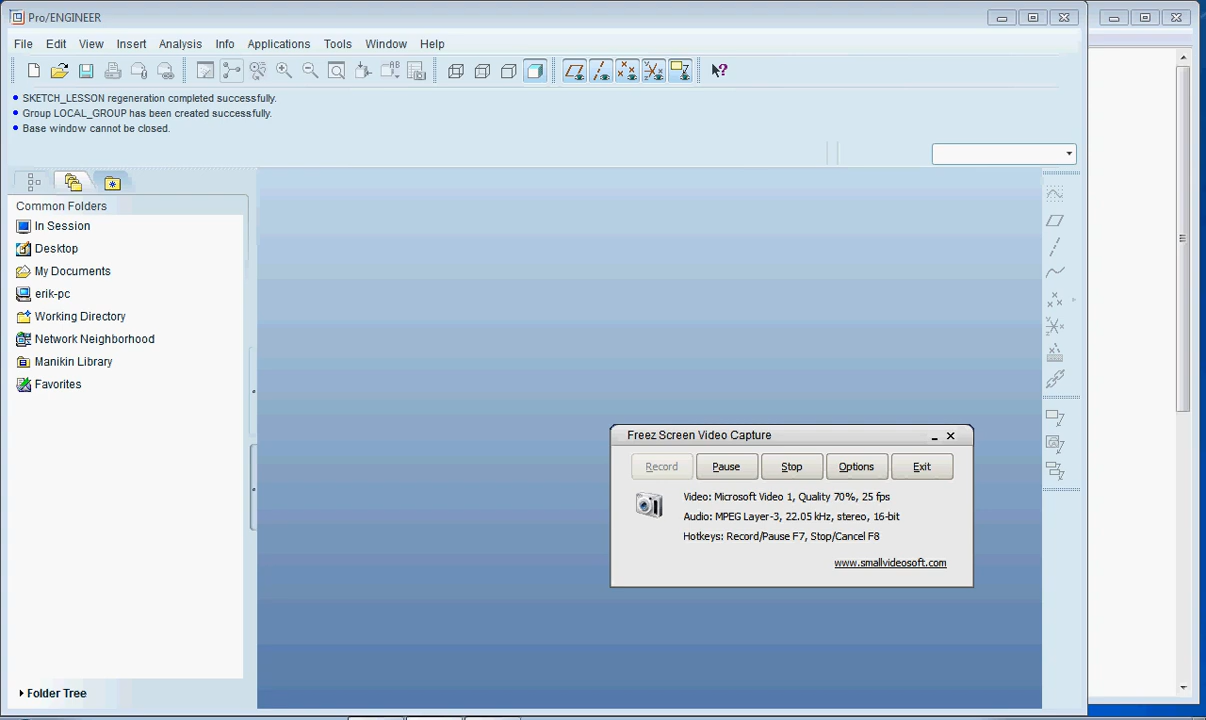 Pro/ENGINEER
File Edit View Insert Analysis Info Applications Tools Window Help
SKETCH_LESSON regeneration completed successfully.
Group LOCAL_GROUP has been created successfully.
Base window cannot be closed.
Common Folders
In Session
Desktop
My Documents
erik-pc
Working Directory
Network Neighborhood
Manikin Library
Favorites
Folder Tree
Freez Screen Video Capture
Record Pause Stop Options Exit
Video: Microsoft Video 1, Quality 70%, 25 fps
Audio: MPEG Layer-3, 22.05 kHz, stereo, 16-bit
Hotkeys: Record/Pause F7, Stop/Cancel F8
www.smallvideosoft.com